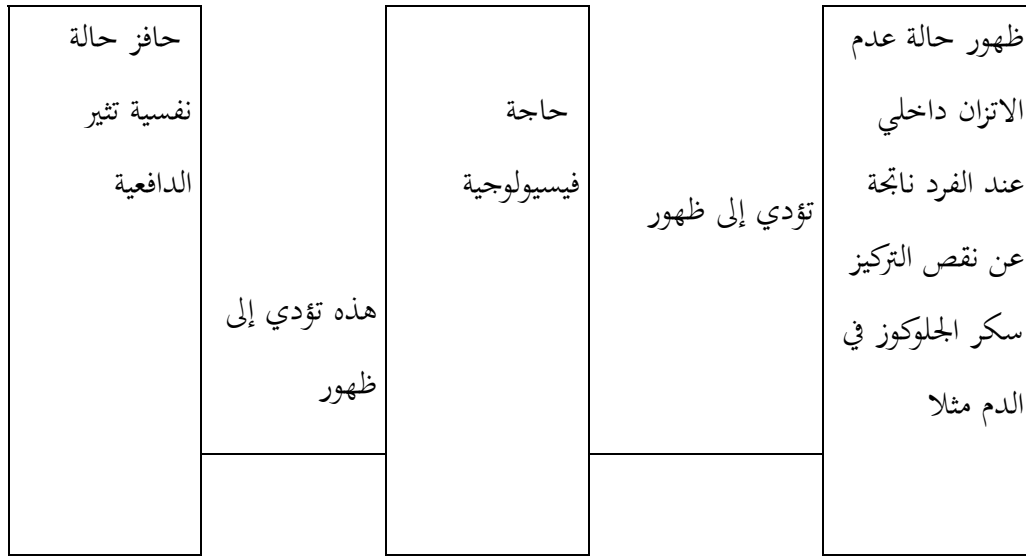 ظهور حالة عدم
الاتزان داخلي
عند الفرد ناتجة
عن نقص التركيز
سكر الجلوكوز في
الدم مثلا
تؤدي إلى ظهور
حاجة
فيسيولوجية
هذه تؤدي إلى
ظهور
حافز حالة
نفسية تثير
الدافعية